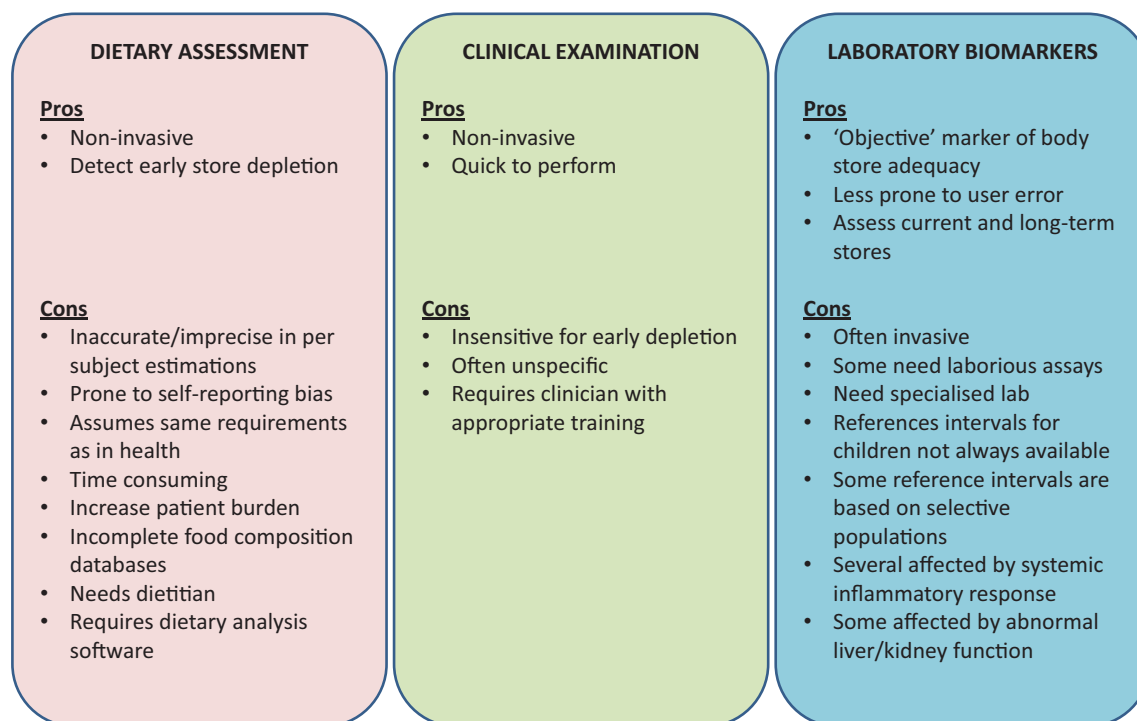 DIETARY ASSESSMENT
Pros
• Non-invasive
• Detect early store depletion
Cons
• Inaccurate/imprecise in per
subject estimations
• Prone to self-reporting bias
• Assumes same requirements
as in health
• Time consuming
• Increase patient burden
• Incomplete food composition
databases
• Needs dietitian
• Requires dietary analysis
software
CLINICAL EXAMINATION
Pros
• Non-invasive
• Quick to perform
Cons
• Insensitive for early depletion
• Often unspecific
• Requires clinician with
appropriate training
LABORATORY BIOMARKERS
Pros
• ‘Objective’ marker of body
store adequacy
• Less prone to user error
• Assess current and long-term
stores
Cons
• Often invasive
• Some need laborious assays
• Need specialised lab
• References intervals for
children not always available
• Some reference intervals are
based on selective
populations
• Several affected by systemic
inflammatory response
• Some affected by abnormal
liver/kidney function